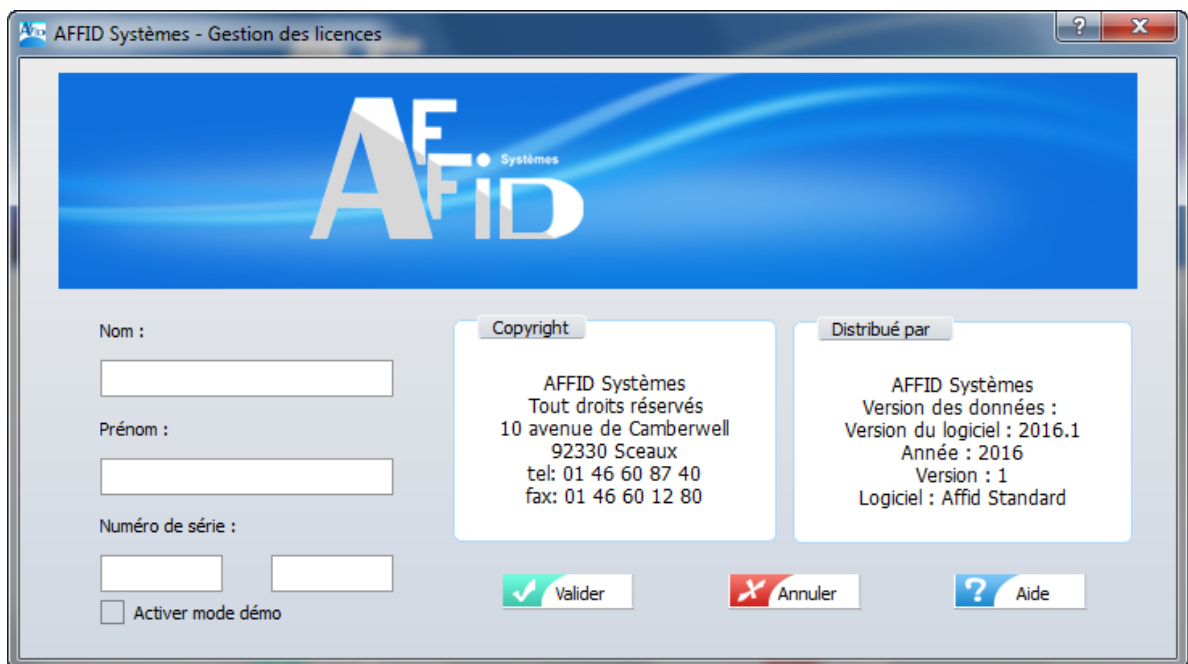 AFFID Systèmes - Gestion des licences
AFFiD Systèmes
Nom :
Prénom :
Numéro de série :
Activer mode démo
Copyright
AFFID Systèmes
Tout droits réservés
10 avenue de Camberwell
92330 Sceaux
tel: 01 46 60 87 40
fax: 01 46 60 12 80
Distribué par
AFFID Systèmes
Version des données :
Version du logiciel : 2016.1
Année : 2016
Version : 1
Logiciel : Affid Standard
Valider
Annuler
? Aide